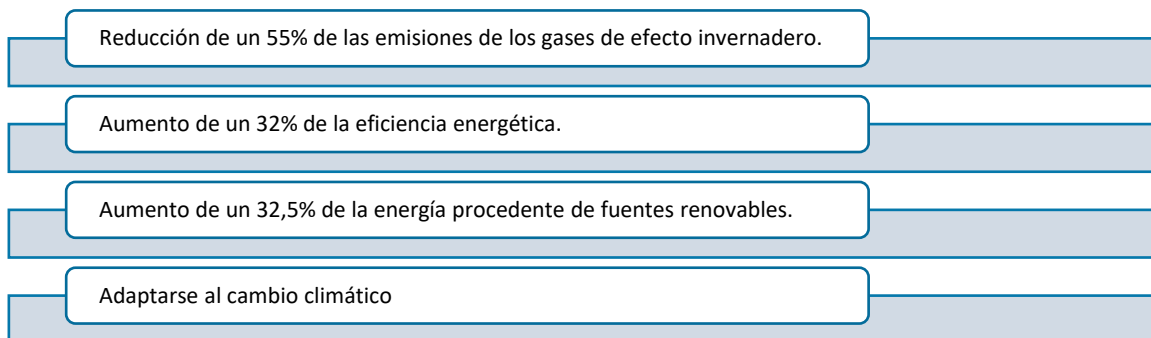 Reducción de un 55% de las emisiones de los gases de efecto invernadero.
Aumento de un 32% de la eficiencia energética.
Aumento de un 32,5% de la energía procedente de fuentes renovables.
Adaptarse al cambio climático